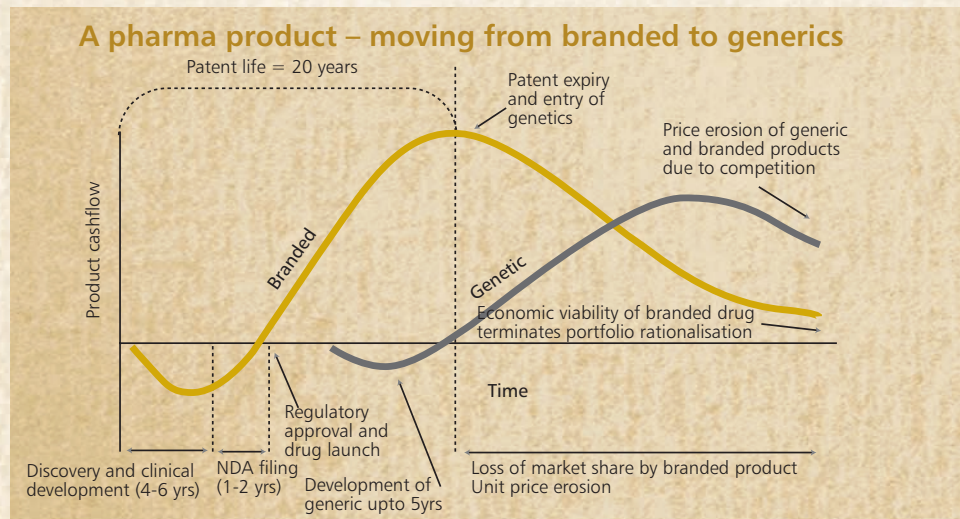 A pharma product – moving from branded to generics
Patent life = 20 years
Patent expiry
and entry of
genetics
Price erosion of generic
and branded products
due to competition
Product cashflow
Branded
Genetic
Economic viability of branded drug
terminates portfolio rationalisation
Time
Regulatory
approval and
drug launch
Discovery and clinical
development (4-6 yrs)
NDA filing
(1-2 yrs)
Development of
generic upto 5yrs
Loss of market share by branded product
Unit price erosion